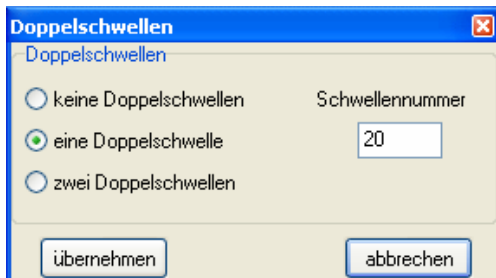 Doppelschwellen
Doppelschwellen
keine Doppelschwellen
Schwellennummer
eine Doppelschwelle
20
zwei Doppelschwellen
übernehmen
abbrechen